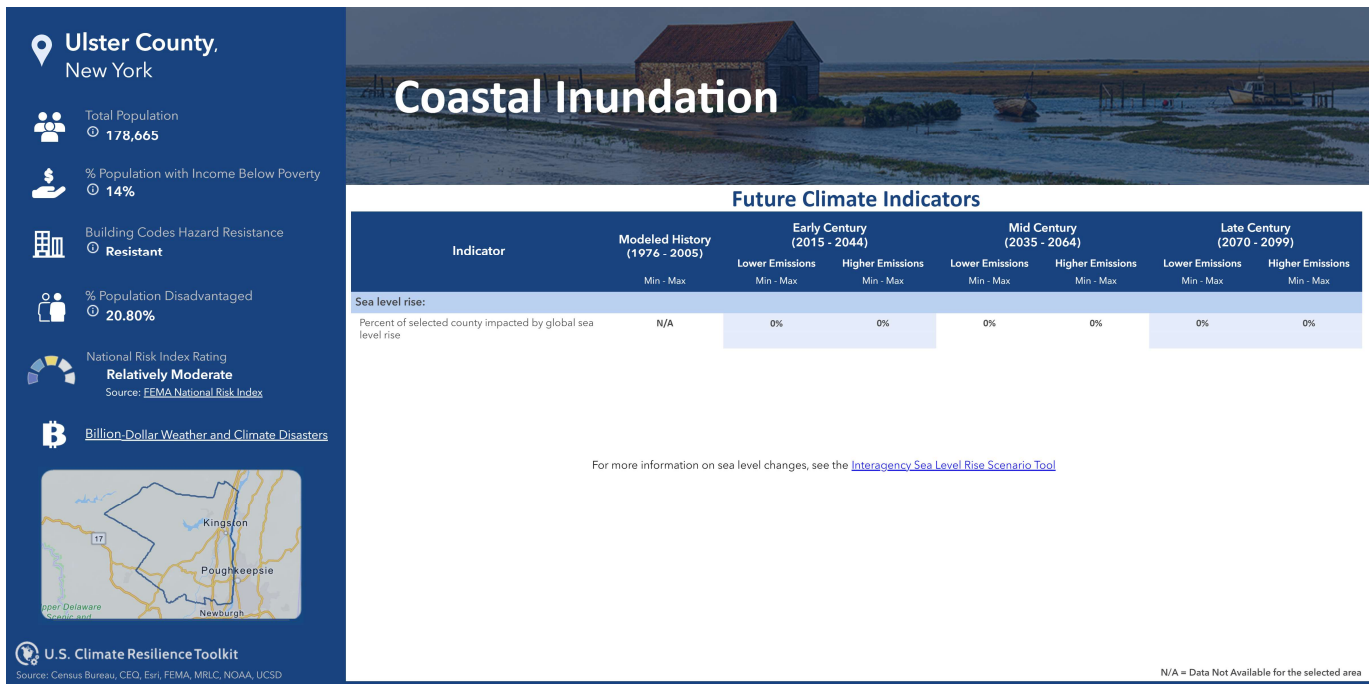 Ulster County,
New York
Total Population
178,665
% Population with Income Below Poverty
14%
Building Codes Hazard Resistance
Resistant
% Population Disadvantaged
20.80%
National Risk Index Rating
Relatively Moderate
Source: FEMA National Risk Index
Billion-Dollar Weather and Climate Disasters
Kingston
17
Poughkeepsie
pper Delaware
Scenic and
Newburgh
U.S. Climate Resilience Toolkit
Source: Census Bureau, CEQ, Esri, FEMA, MRLC, NOAA, UCSD
Coastal Inundation
Future Climate Indicators
Indicator
Modeled History
(1976 - 2005)
Early Century
(2015 - 2044)
Mid Century
(2035 - 2064)
Late Century
(2070 - 2099)
Lower Emissions Higher Emissions Lower Emissions Higher Emissions Lower Emissions Higher Emissions
Min - Max Min - Max Min - Max Min - Max Min - Max Min - Max Min - Max
Sea level rise:
Percent of selected county impacted by global sea
level rise
N/A 0% 0% 0% 0% 0% 0%
For more information on sea level changes, see the Interagency Sea Level Rise Scenario Tool
N/A = Data Not Available for the selected area